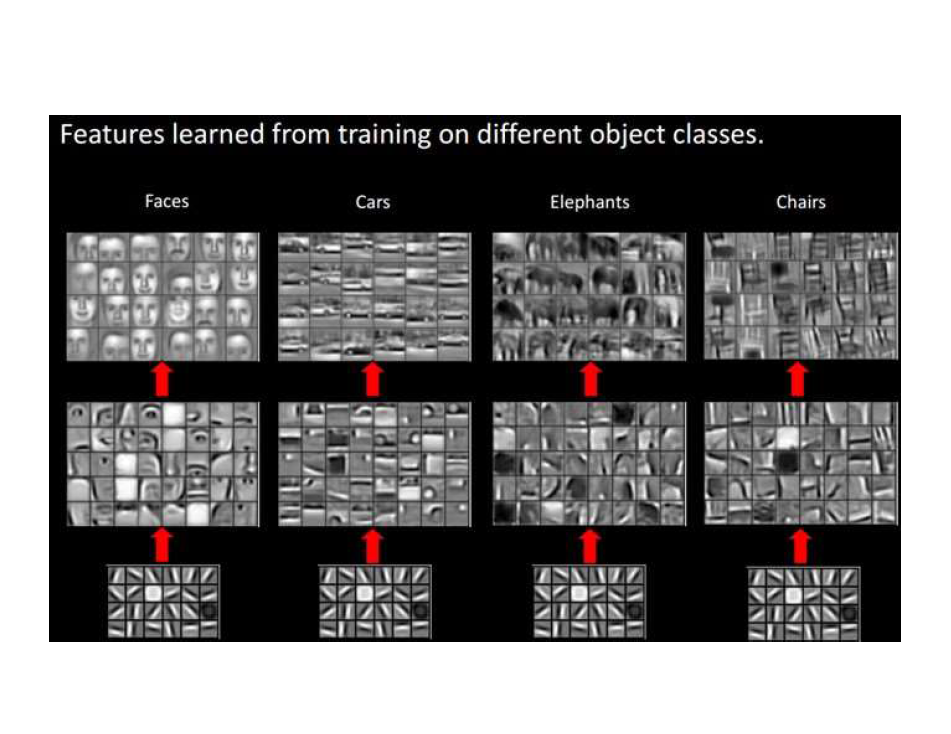 Features learned from training on different object classes.
Faces
Cars
Elephants
Chairs